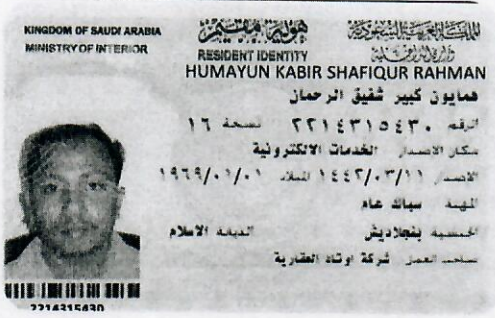 KINGDOM OF SAUDI ARABIA
MINISTRY OF INTERIOR
هوية مقيم
RESIDENT IDENTITY
المملكة العربية السعودية
وزارة الداخلية
HUMAYUN KABIR SHAFIQUR RAHMAN
همايون كبير شفيق الرحمان
الرقم ٢٢١٤٣١٥٤٣٠ نسخة ١٦
مكان الاصدار الخدمات الالكترونية
الاصدار ١٤٤٢/٠٣/١١ الميلاد ١٩٦٩/٠١/٠١
المهنة سباك عام
الجنسية بنجلاديش الديانة الاسلام
صاحب العمل شركة اوتاد العقارية
2214315430